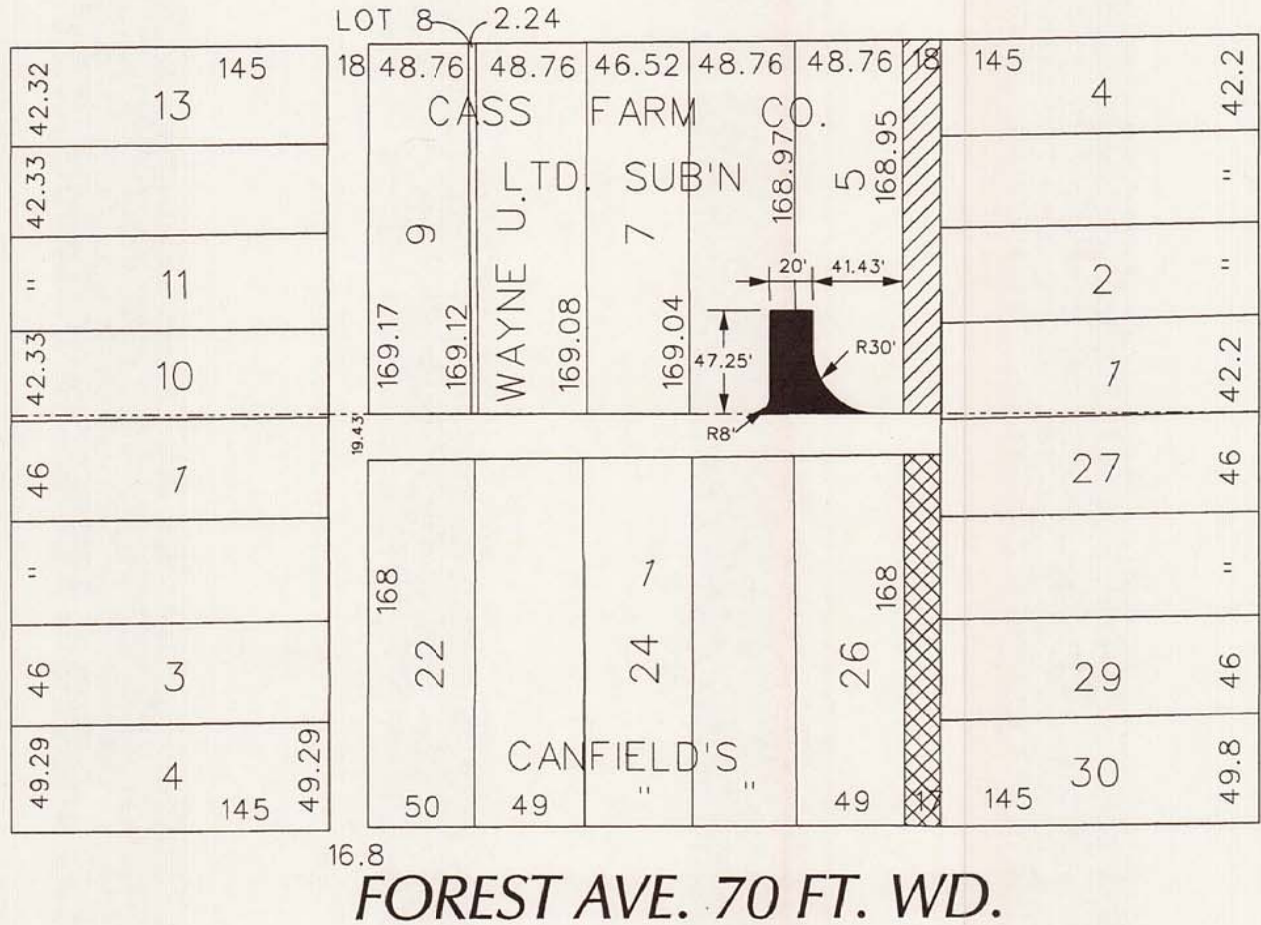 LOT 8 2.24
42.32 145 18 48.76 48.76 46.52 48.76 48.76 18 145 42.2
13 CASS FARM CO. 4
42.33 LTD. SUB'N 168.97 5 168.95 "
9 WAYNE U. 7
" 11 20' 41.43' 2 "
42.33 10 169.17 169.12 169.08 169.04 47.25' R30' 1 42.2
19.43 R8'
46 1 27 46
" 168 1 168 "
46 3 22 24 26 29 46
49.29 4 49.29 CANFIELD'S 30 49.8
145 50 49 " " 49 17 145
16.8
FOREST AVE. 70 FT. WD.